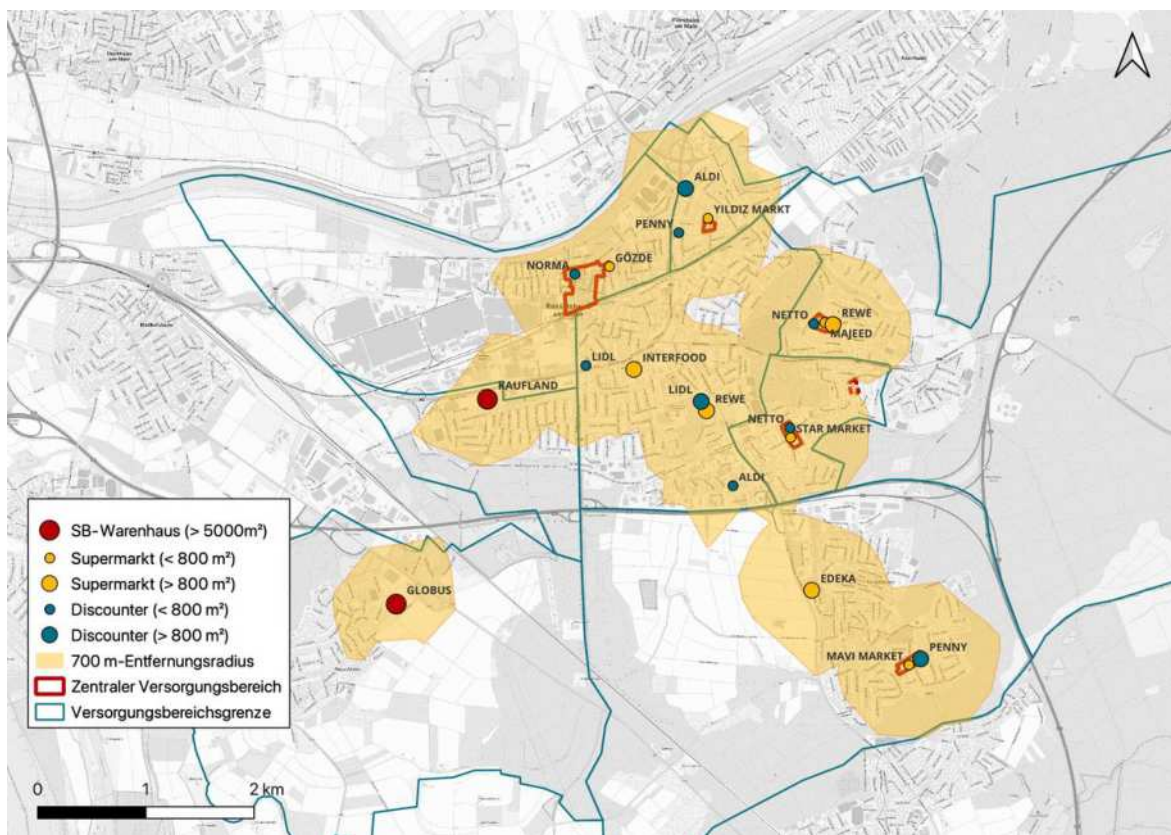 ALDI
YILDIZ MARKT
PENNY
GÖZDE
NORMA
NETTO
REWE
MAJEED
LIDL
INTERFOOD
KAUFLAND
LIDL
REWE
NETTO
STAR MARKET
ALDI
GLOBUS
EDEKA
MAVI MARKET
PENNY
SB-Warenhaus (> 5000m²)
Supermarkt (< 800 m²)
Supermarkt (> 800 m²)
Discounter (< 800 m²)
Discounter (> 800 m²)
700 m-Entfernungsradius
Zentraler Versorgungsbereich
Versorgungsbereichsgrenze
0 1 2 km